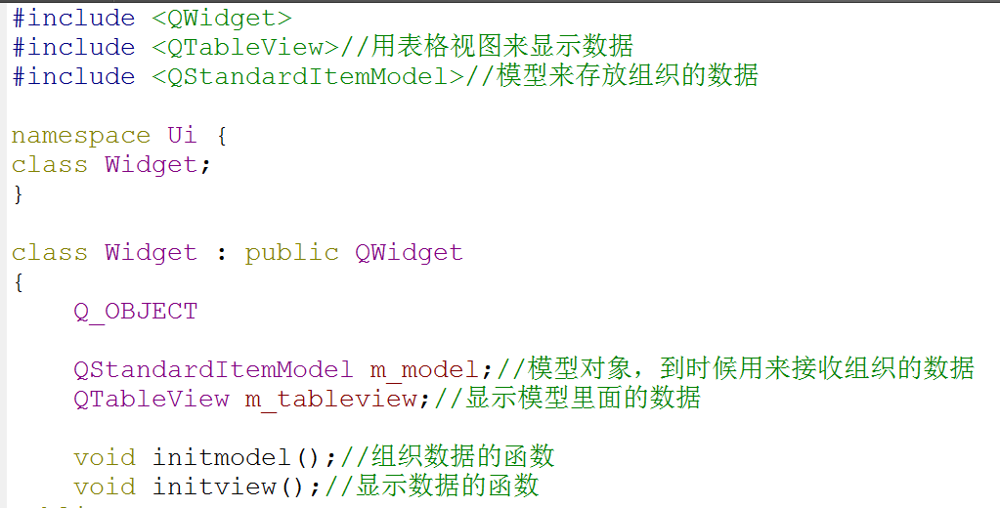 #include <QWidget>
#include <QTableView>//用表格视图来显示数据
#include <QStandardItemModel>//模型来存放组织的数据
namespace Ui {
class Widget;
}
class Widget : public QWidget
{
Q_OBJECT
QStandardItemModel m_model;//模型对象，到时候用来接收组织的数据
QTableView m_tableview;//显示模型里面的数据
void initmodel();//组织数据的函数
void initview();//显示数据的函数